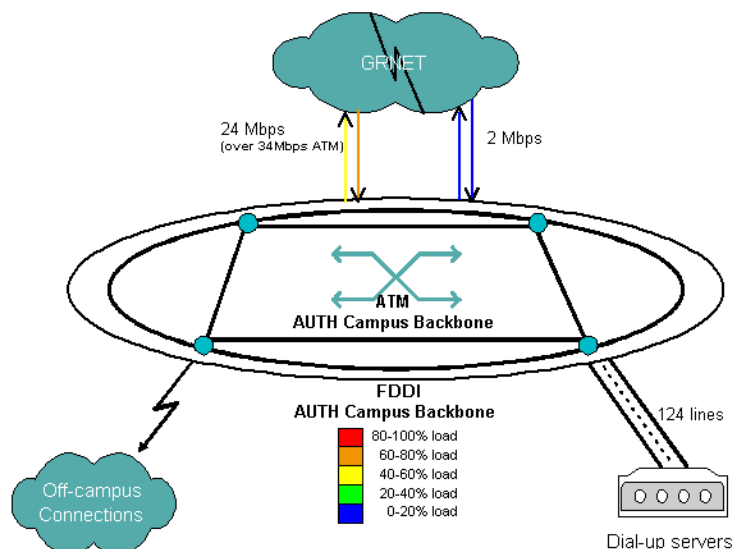 GRNET
24 Mbps
(over 34Mbps ATM)
2 Mbps
ATM
AUTH Campus Backbone
FDDI
AUTH Campus Backbone
80-100% load
60-80% load
40-60% load
20-40% load
0-20% load
124 lines
Off-campus
Connections
Dial-up servers